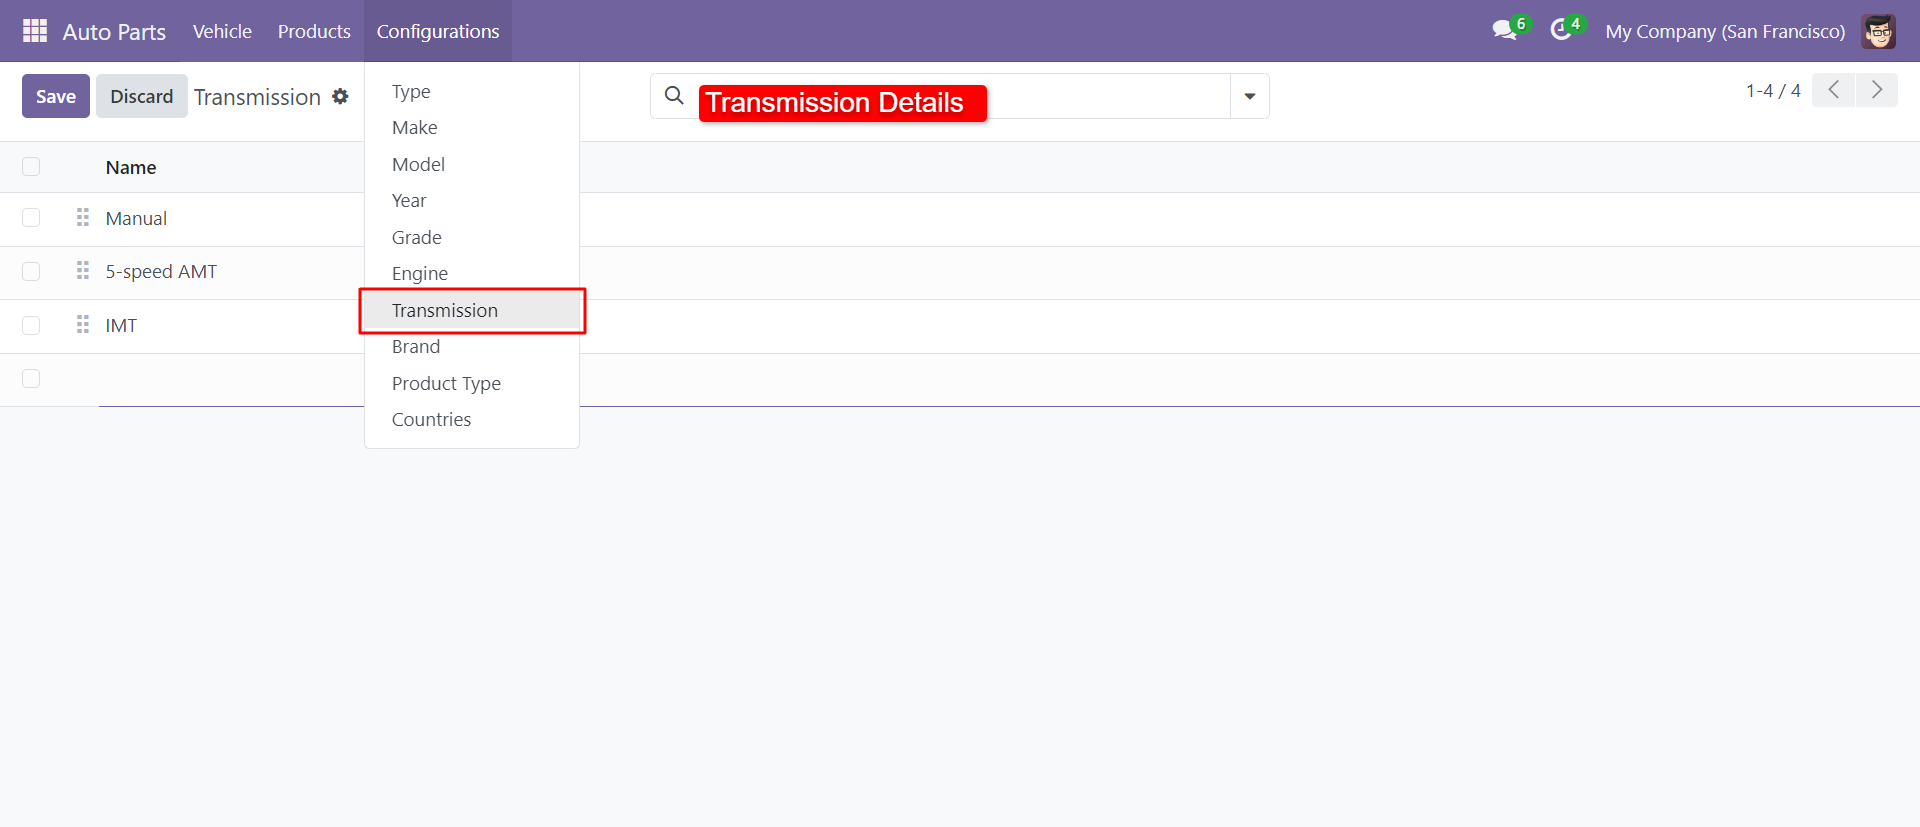 Auto Parts Vehicle Products Configurations 6 4 My Company (San Francisco)
Save Discard Transmission Transmission Details 1-4 / 4
Type
Make
Model
Year
Grade
Engine
Transmission
Brand
Product Type
Countries
Name
Manual
5-speed AMT
IMT